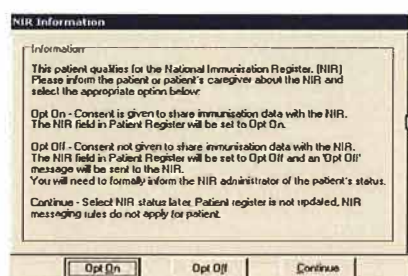 NIR Information
Information
This patient qualifies for the National Immunisation Register. (NIR)
Please inform the patient or patient's caregiver about the NIR and
select the appropriate option below:
Opt On - Consent is given to share immunisation data with the NIR.
The NIR field in Patient Register will be set to Opt On.
Opt Off - Consent not given to share immunisation data with the NIR.
The NIR field in Patient Register will be set to Opt Off and an 'Opt Off'
message will be sent to the NIR.
You will need to formally inform the NIR administrator of the patient's status.
Continue - Select NIR status later. Patient register is not updated, NIR
messaging rules do not apply for patient.
Opt On
Opt Off
Continue